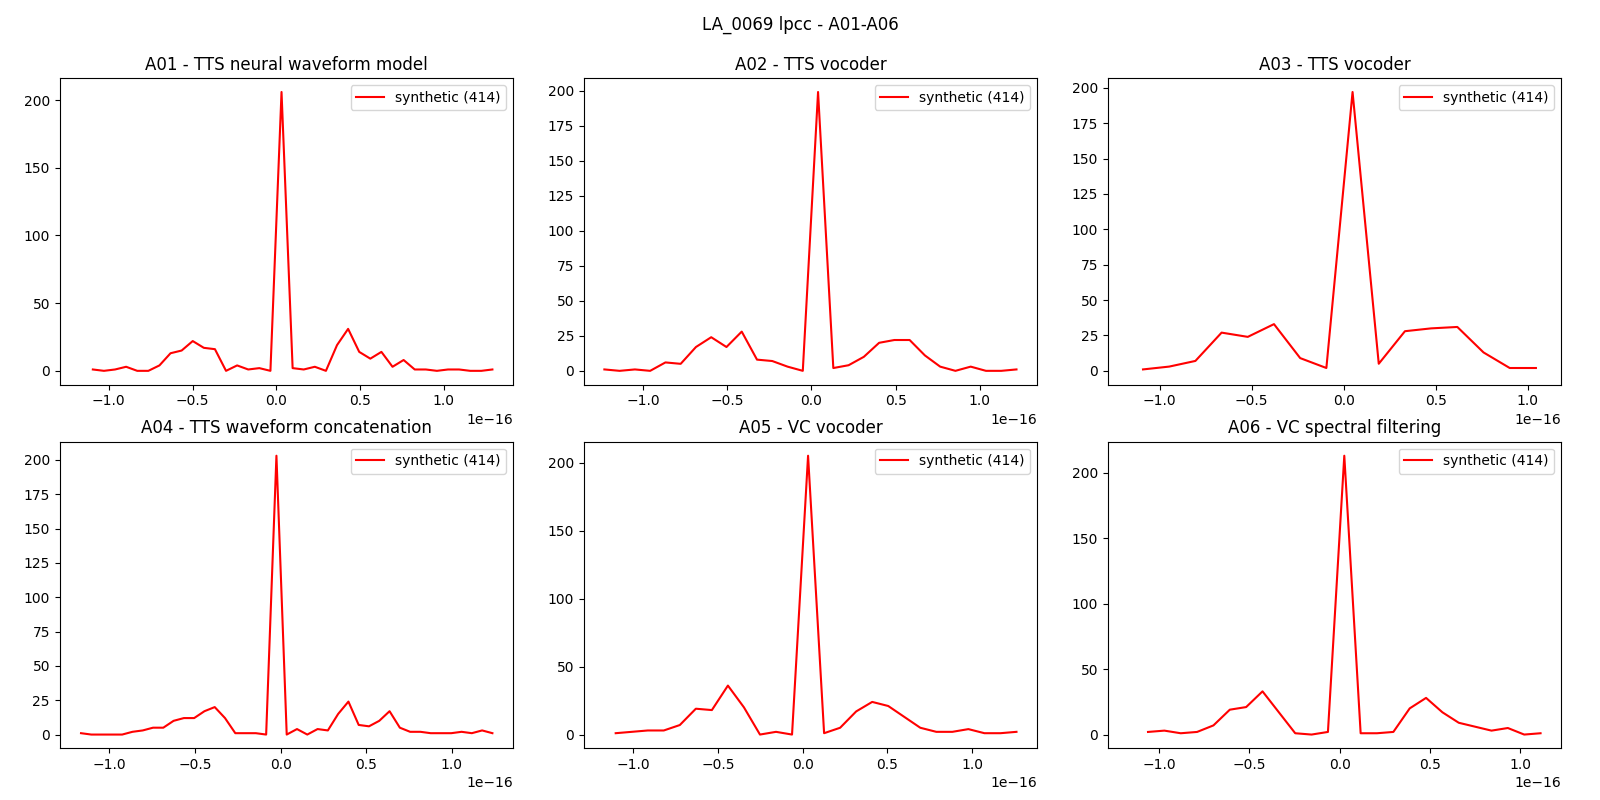 LA_0069 lpcc - A01-A06
A01 - TTS neural waveform model
synthetic (414)
200
150
100
50
0
−1.0 −0.5 0.0 0.5 1.0
1e−16
A02 - TTS vocoder
synthetic (414)
200
175
150
125
100
75
50
25
0
−1.0 −0.5 0.0 0.5 1.0
1e−16
A03 - TTS vocoder
synthetic (414)
200
175
150
125
100
75
50
25
0
−1.0 −0.5 0.0 0.5 1.0
1e−16
A04 - TTS waveform concatenation
synthetic (414)
200
175
150
125
100
75
50
25
0
−1.0 −0.5 0.0 0.5 1.0
1e−16
A05 - VC vocoder
synthetic (414)
200
150
100
50
0
−1.0 −0.5 0.0 0.5 1.0
1e−16
A06 - VC spectral filtering
synthetic (414)
200
150
100
50
0
−1.0 −0.5 0.0 0.5 1.0
1e−16